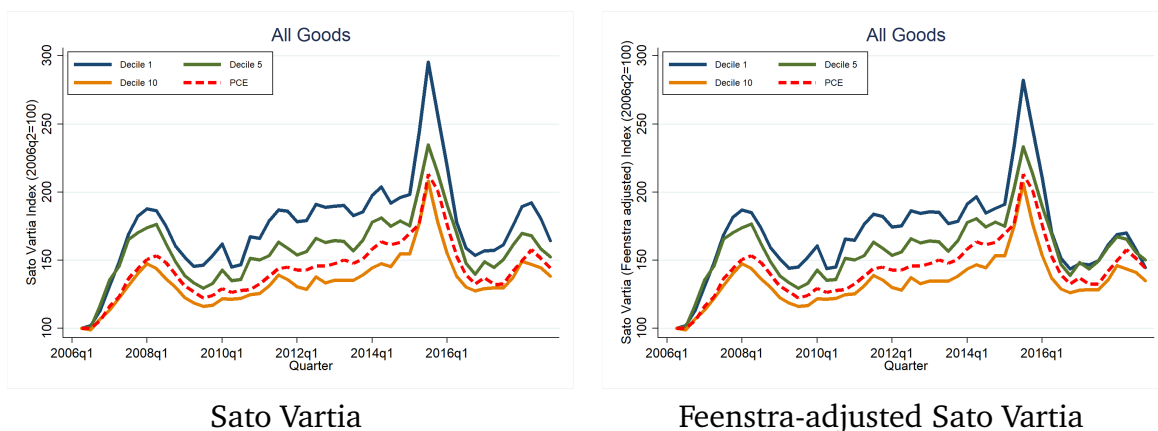 All Goods
Decile 1
Decile 5
Decile 10
PCE
Sato Vartia Index (2006q2=100)
300
250
200
150
100
2006q1 2008q1 2010q1 2012q1 2014q1 2016q1
Quarter
Sato Vartia
All Goods
Decile 1
Decile 5
Decile 10
PCE
Sato Vartia (Feenstra adjusted) Index (2006q2=100)
300
250
200
150
100
2006q1 2008q1 2010q1 2012q1 2014q1 2016q1
Quarter
Feenstra-adjusted Sato Vartia